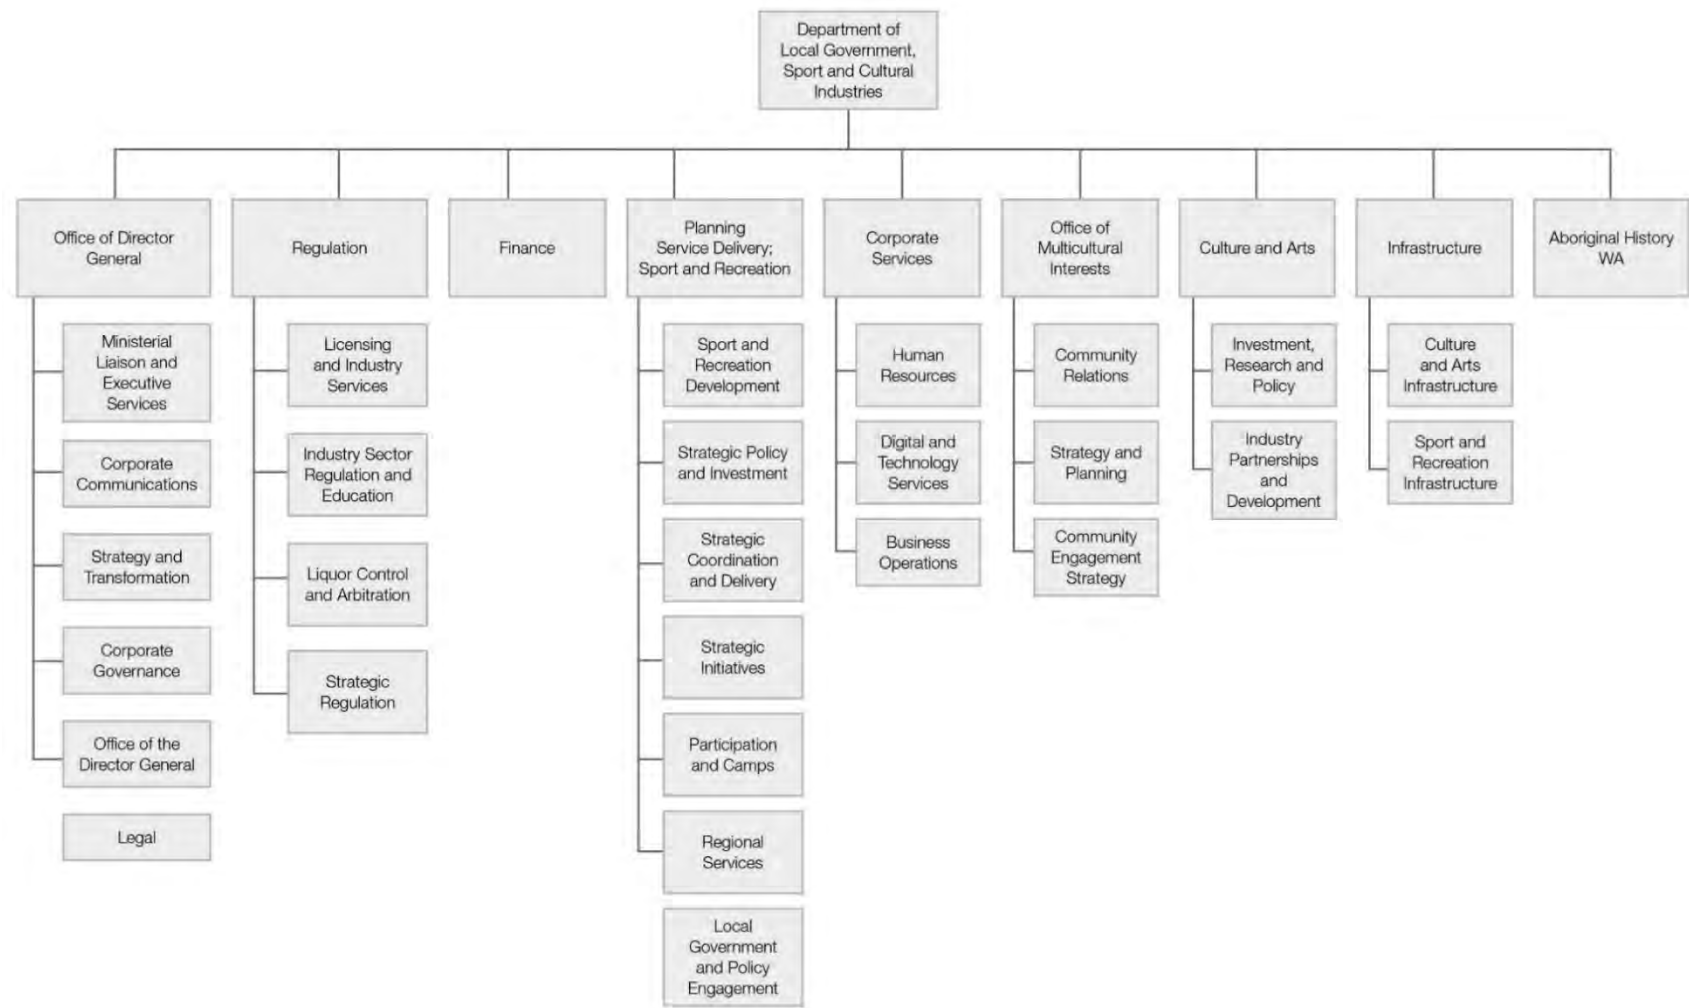 Department of
Local Government,
Sport and Cultural
Industries
Office of Director
General
Regulation
Finance
Planning
Service Delivery;
Sport and Recreation
Corporate
Services
Office of
Multicultural
Interests
Culture and Arts
Infrastructure
Aboriginal History
WA
Ministerial
Liaison and
Executive
Services
Corporate
Communications
Strategy and
Transformation
Corporate
Governance
Office of the
Director General
Legal
Licensing
and Industry
Services
Industry Sector
Regulation and
Education
Liquor Control
and Arbitration
Strategic
Regulation
Sport and
Recreation
Development
Strategic Policy
and Investment
Strategic
Coordination
and Delivery
Strategic
Initiatives
Participation
and Camps
Regional
Services
Local
Government
and Policy
Engagement
Human
Resources
Digital and
Technology
Services
Business
Operations
Community
Relations
Strategy and
Planning
Community
Engagement
Strategy
Investment,
Research and
Policy
Industry
Partnerships
and
Development
Culture
and Arts
Infrastructure
Sport and
Recreation
Infrastructure